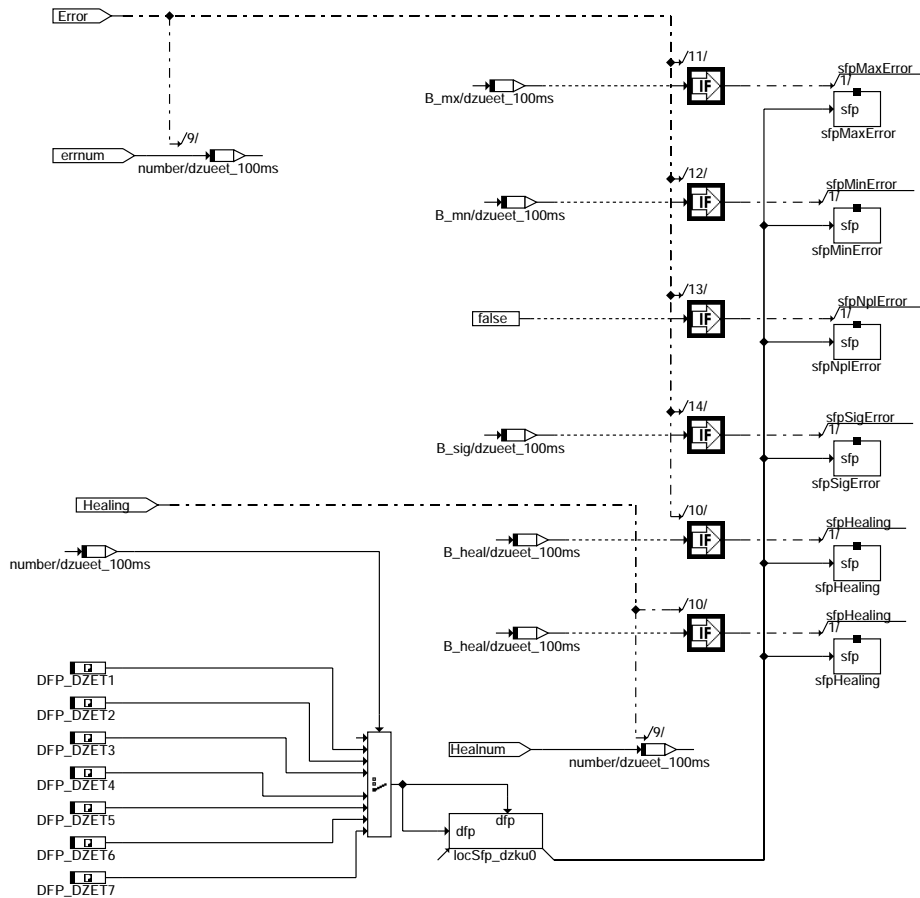 Error
/11/
sfpMaxError
1/
B_mx/dzueet_100ms
IF
sfp
sfpMaxError
/9/
errnum
number/dzueet_100ms
/12/
sfpMinError
1/
B_mn/dzueet_100ms
IF
sfp
sfpMinError
/13/
sfpNplError
1/
false
IF
sfp
sfpNplError
/14/
sfpSigError
1/
B_sig/dzueet_100ms
IF
sfp
sfpSigError
Healing
/10/
sfpHealing
1/
B_heal/dzueet_100ms
IF
sfp
sfpHealing
number/dzueet_100ms
/10/
sfpHealing
1/
B_heal/dzueet_100ms
IF
sfp
sfpHealing
DFP_DZET1
DFP_DZET2
DFP_DZET3
DFP_DZET4
DFP_DZET5
DFP_DZET6
DFP_DZET7
/9/
Healnum
number/dzueet_100ms
dfp
dfp
locSfp_dzku0